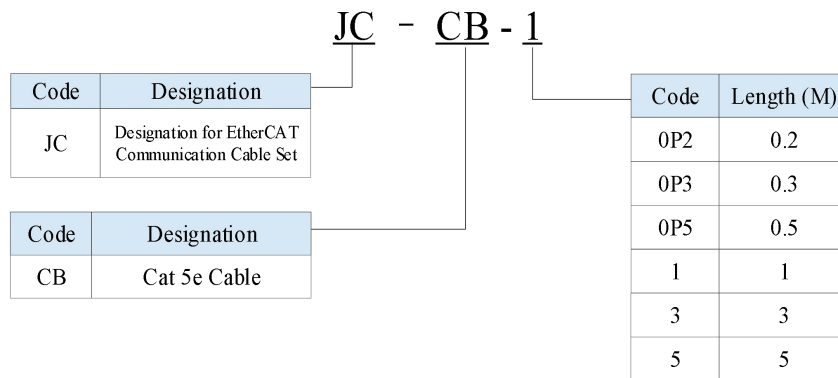 JC - CB - 1
Code Designation
JC Designation for EtherCAT
Communication Cable Set
Code Designation
CB Cat 5e Cable
Code Length (M)
0P2 0.2
0P3 0.3
0P5 0.5
1 1
3 3
5 5